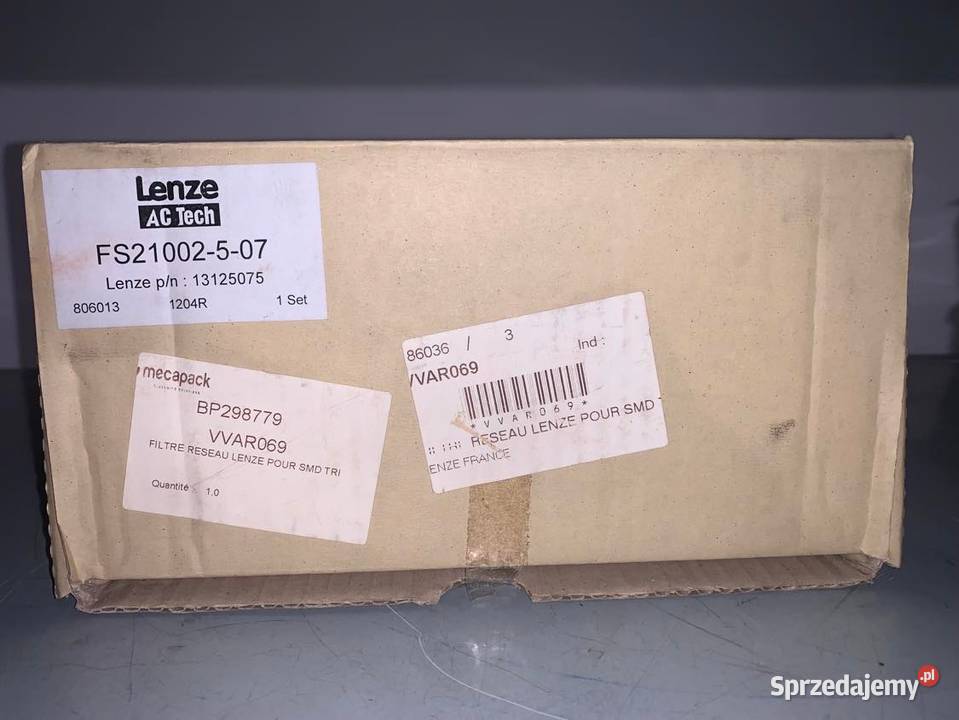 Lenze
AC Tech
FS21002-5-07
Lenze p/n : 13125075
806013 1204R 1 Set
mecapack
BP298779
VVAR069
FILTRE RESEAU LENZE POUR SMD TRI
Quantité 1.0
86036 / 3 Ind :
VVAR069
*VVAR069*
RESEAU LENZE POUR SMD
ENZE FRANCE
Sprzedajemy.pl